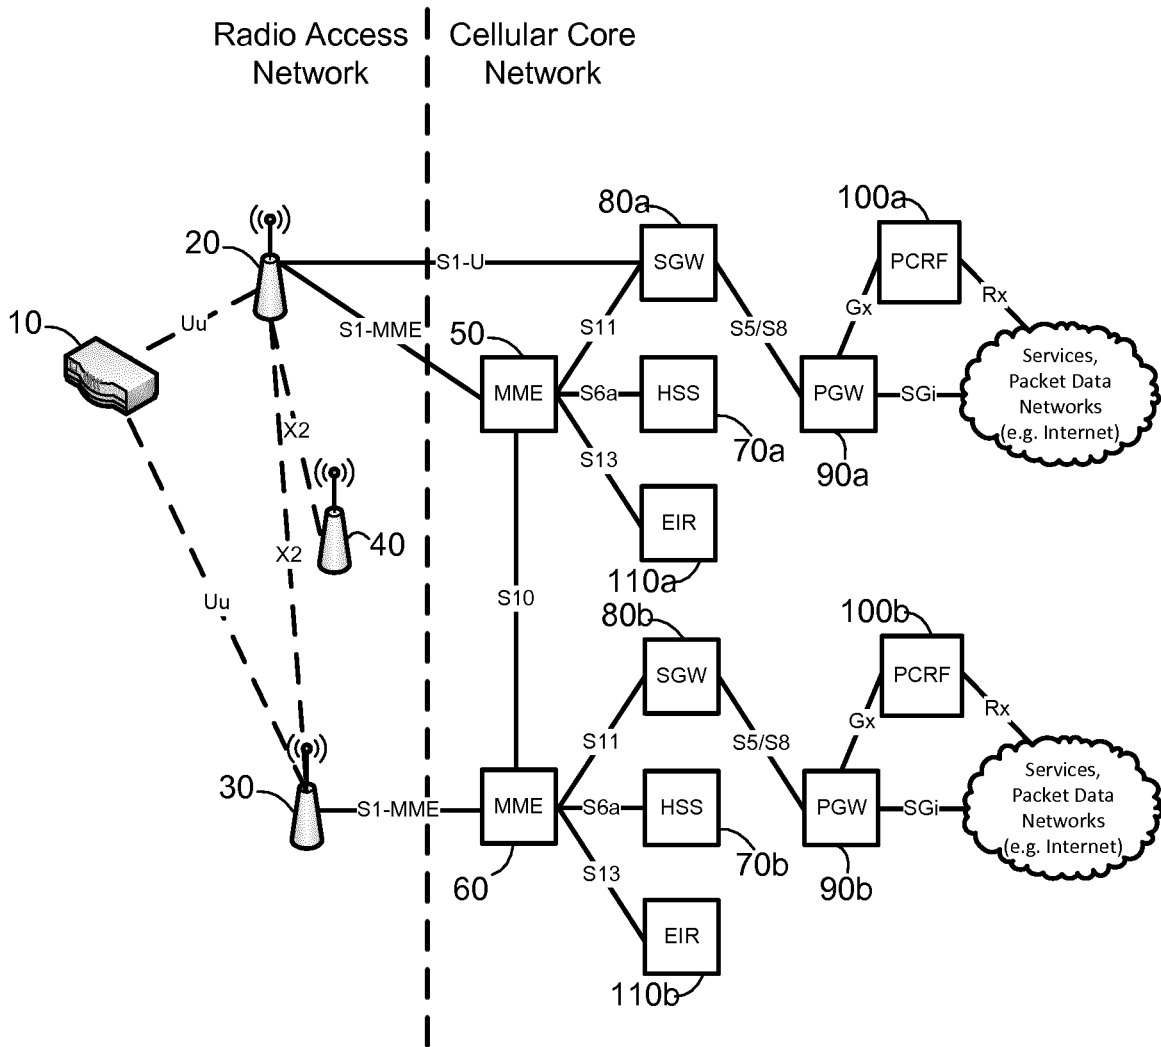 Radio Access
Network
Cellular Core
Network
80a
100a
20
S1-U
SGW
PCRF
10
Uu
S1-MME
50
S11
S5/S8
Gx
Rx
MME
S6a
HSS
PGW
SGi
Services,
Packet Data
Networks
(e.g. Internet)
X2
S13
70a
90a
40
X2
EIR
110a
Uu
S10
80b
100b
SGW
PCRF
S11
S5/S8
Gx
Rx
30
S1-MME
MME
S6a
HSS
PGW
SGi
Services,
Packet Data
Networks
(e.g. Internet)
60
S13
70b
90b
EIR
110b